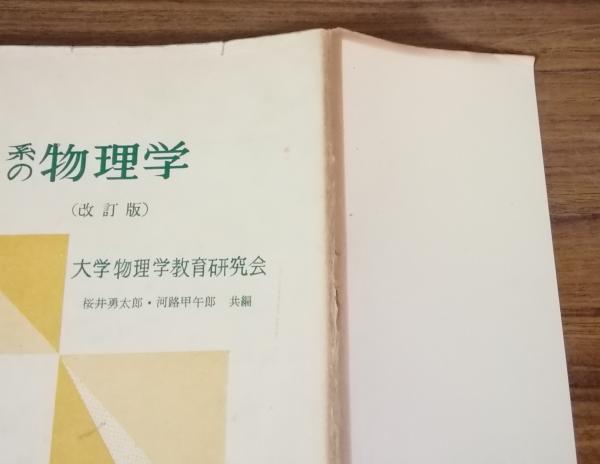 系の物理学
(改訂版)
大学物理学教育研究会
桜井勇太郎・河路甲午郎 共編